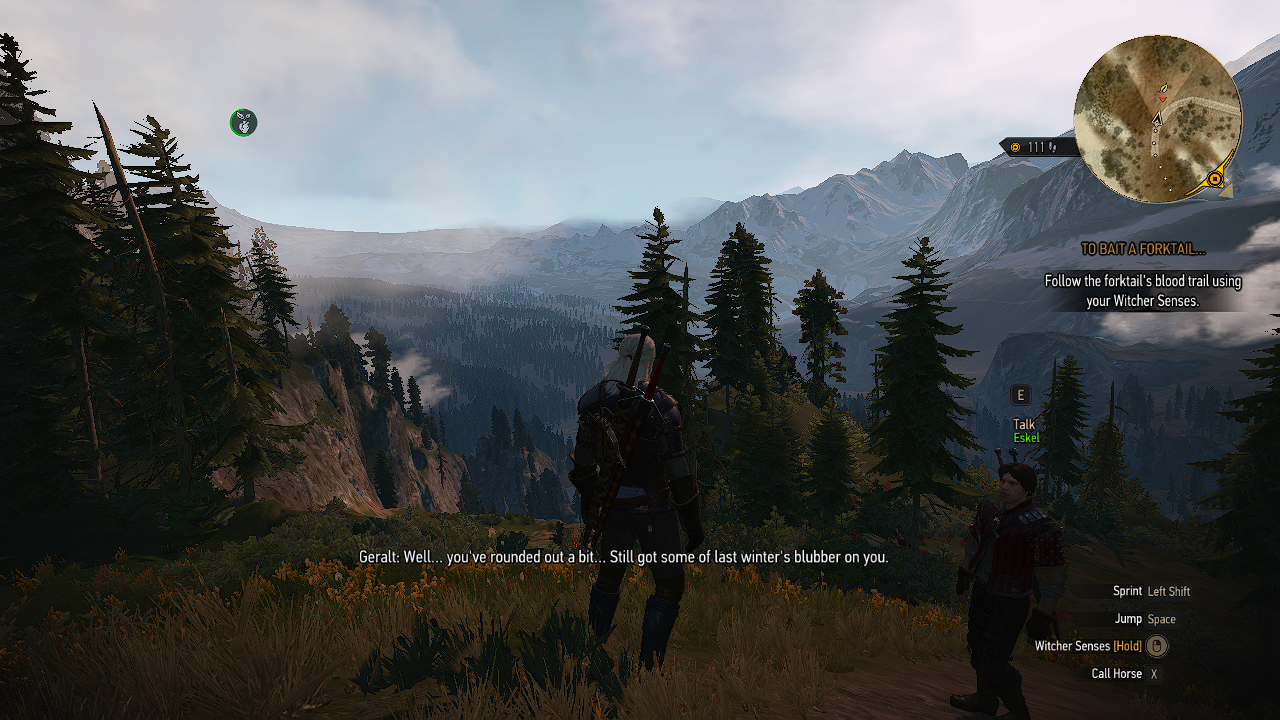 111
TO BAIT A FORKTAIL...
Follow the forktail's blood trail using
your Witcher Senses.
E
Talk
Eskel
Geralt: Well... you've rounded out a bit... Still got some of last winter's blubber on you.
Sprint Left Shift
Jump Space
Witcher Senses [Hold]
Call Horse X